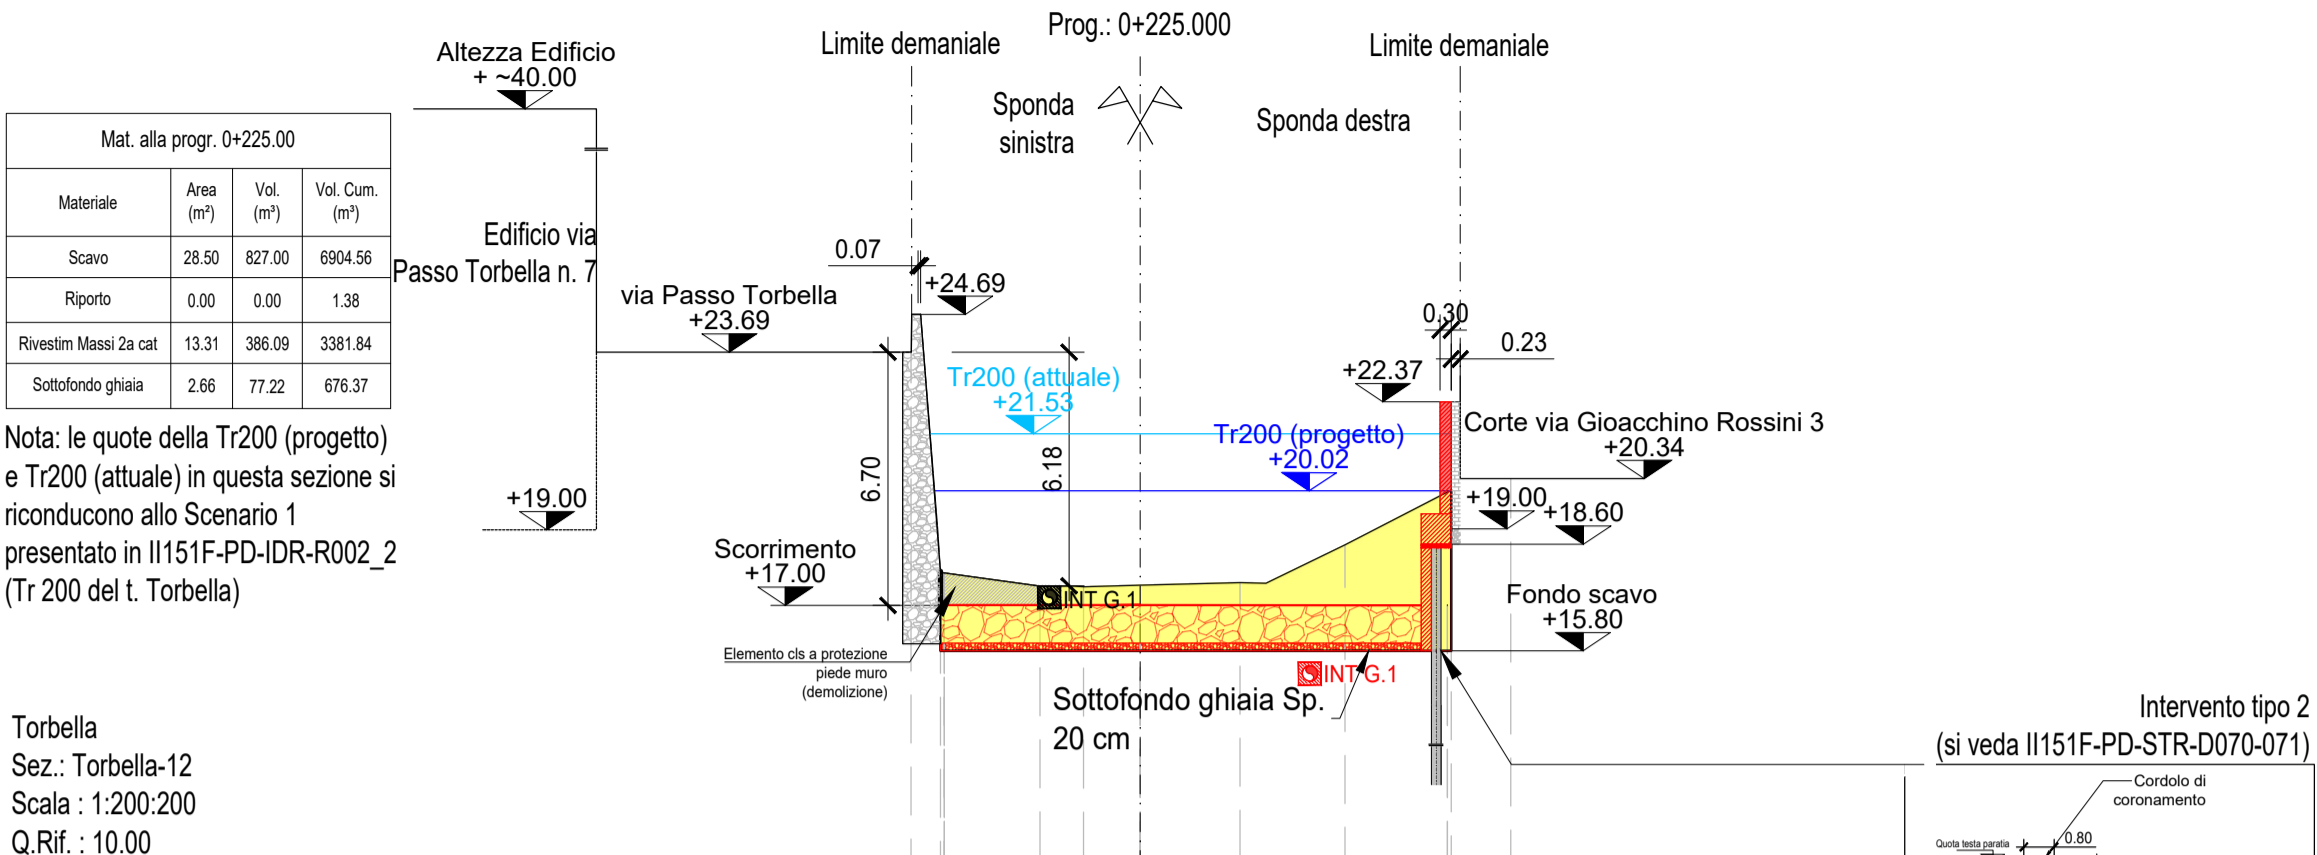 Prog.: 0+225.000
Altezza Edificio
+ ~40.00
Limite demaniale
Limite demaniale
Sponda
sinistra
Sponda destra
Mat. alla progr. 0+225.00
Materiale Area (m²) Vol. (m³) Vol. Cum. (m³)
Scavo 28.50 827.00 6904.56
Riporto 0.00 0.00 1.38
Rivestim Massi 2a cat 13.31 386.09 3381.84
Sottofondo ghiaia 2.66 77.22 676.37
Edificio via
Passo Torbella n. 7
via Passo Torbella
+23.69
0.07
+24.69
0.30
0.23
+22.37
Tr200 (attuale)
+21.53
Tr200 (progetto)
+20.02
Corte via Gioacchino Rossini 3
+20.34
6.70
6.18
+19.00
+19.00
+18.60
Nota: le quote della Tr200 (progetto)
e Tr200 (attuale) in questa sezione si
riconducono allo Scenario 1
presentato in II151F-PD-IDR-R002_2
(Tr 200 del t. Torbella)
Scorrimento
+17.00
INT G.1
Fondo scavo
+15.80
Elemento cls a protezione
piede muro
(demolizione)
INT G.1
Sottofondo ghiaia Sp.
20 cm
Torbella
Sez.: Torbella-12
Scala : 1:200:200
Q.Rif. : 10.00
Intervento tipo 2
(si veda II151F-PD-STR-D070-071)
Cordolo di
coronamento
Quota testa paratia
0.80